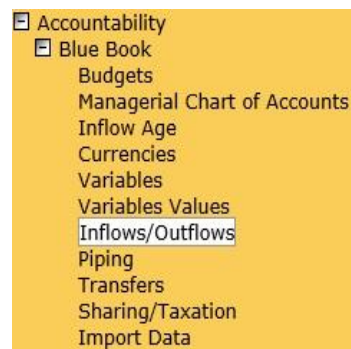 Accountability
Blue Book
Budgets
Managerial Chart of Accounts
Inflow Age
Currencies
Variables
Variables Values
Inflows/Outflows
Piping
Transfers
Sharing/Taxation
Import Data